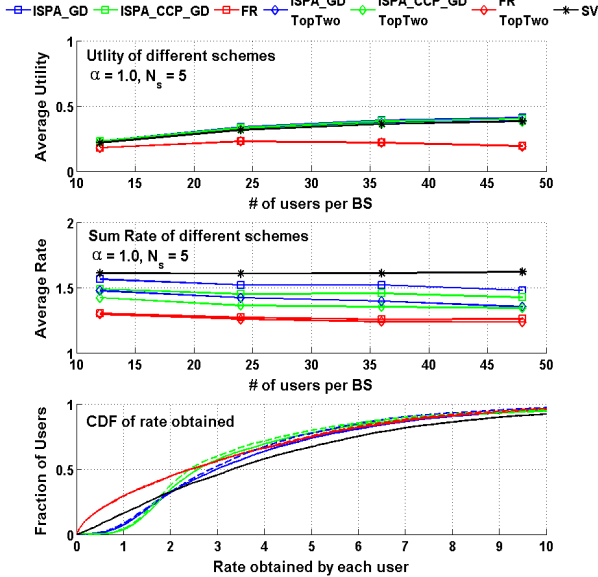 ISPA_GD
ISPA_CCP_GD
FR
ISPA_GD
TopTwo
ISPA_CCP_GD
TopTwo
FR
TopTwo
SV
Utlity of different schemes
α = 1.0, Ns = 5
Average Utility
1
0.5
0
10 15 20 25 30 35 40 45 50
# of users per BS
Sum Rate of different schemes
α = 1.0, Ns = 5
Average Rate
2
1.5
1
10 15 20 25 30 35 40 45 50
# of users per BS
CDF of rate obtained
Fraction of Users
1
0.5
0
0 1 2 3 4 5 6 7 8 9 10
Rate obtained by each user